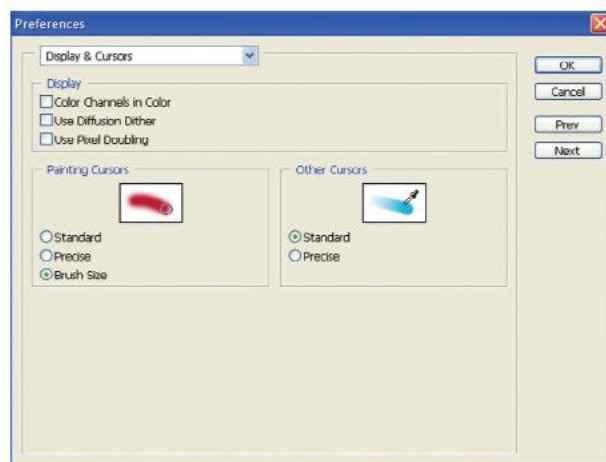 Preferences
Display & Cursors
OK
Cancel
Prev
Next
Display
Color Channels in Color
Use Diffusion Dither
Use Pixel Doubling
Painting Cursors
Standard
Precise
Brush Size
Other Cursors
Standard
Precise